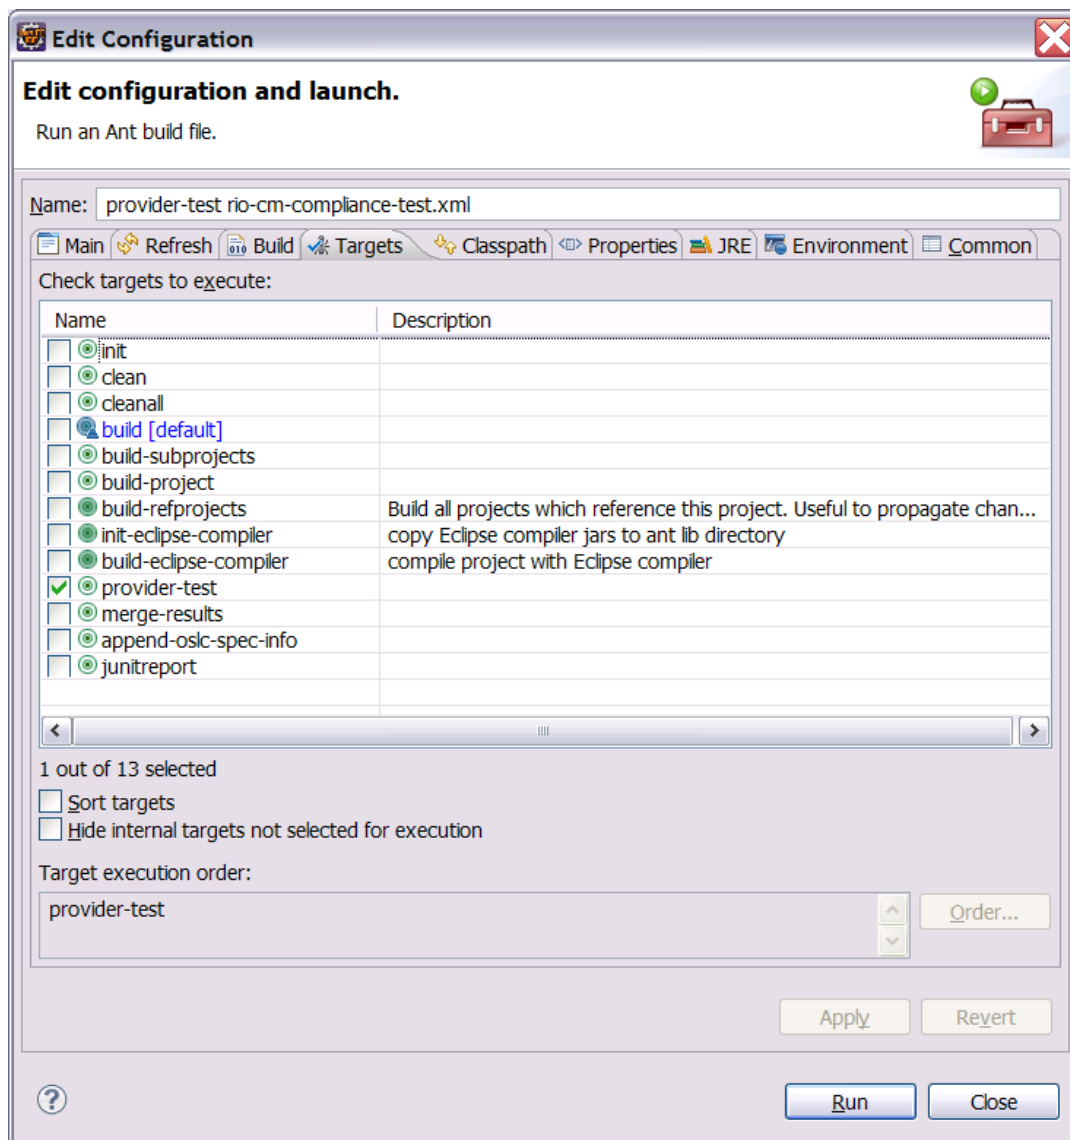 Edit Configuration
Edit configuration and launch.
Run an Ant build file.
Name: provider-test rio-cm-compliance-test.xml
Main Refresh Build Targets Classpath Properties JRE Environment Common
Check targets to execute:
Name Description
init
clean
cleanall
build [default]
build-subprojects
build-project
build-refprojects Build all projects which reference this project. Useful to propagate chan...
init-eclipse-compiler copy Eclipse compiler jars to ant lib directory
build-eclipse-compiler compile project with Eclipse compiler
provider-test
merge-results
append-oslc-spec-info
junitreport
1 out of 13 selected
Sort targets
Hide internal targets not selected for execution
Target execution order:
provider-test
Order...
Apply Revert
Run Close